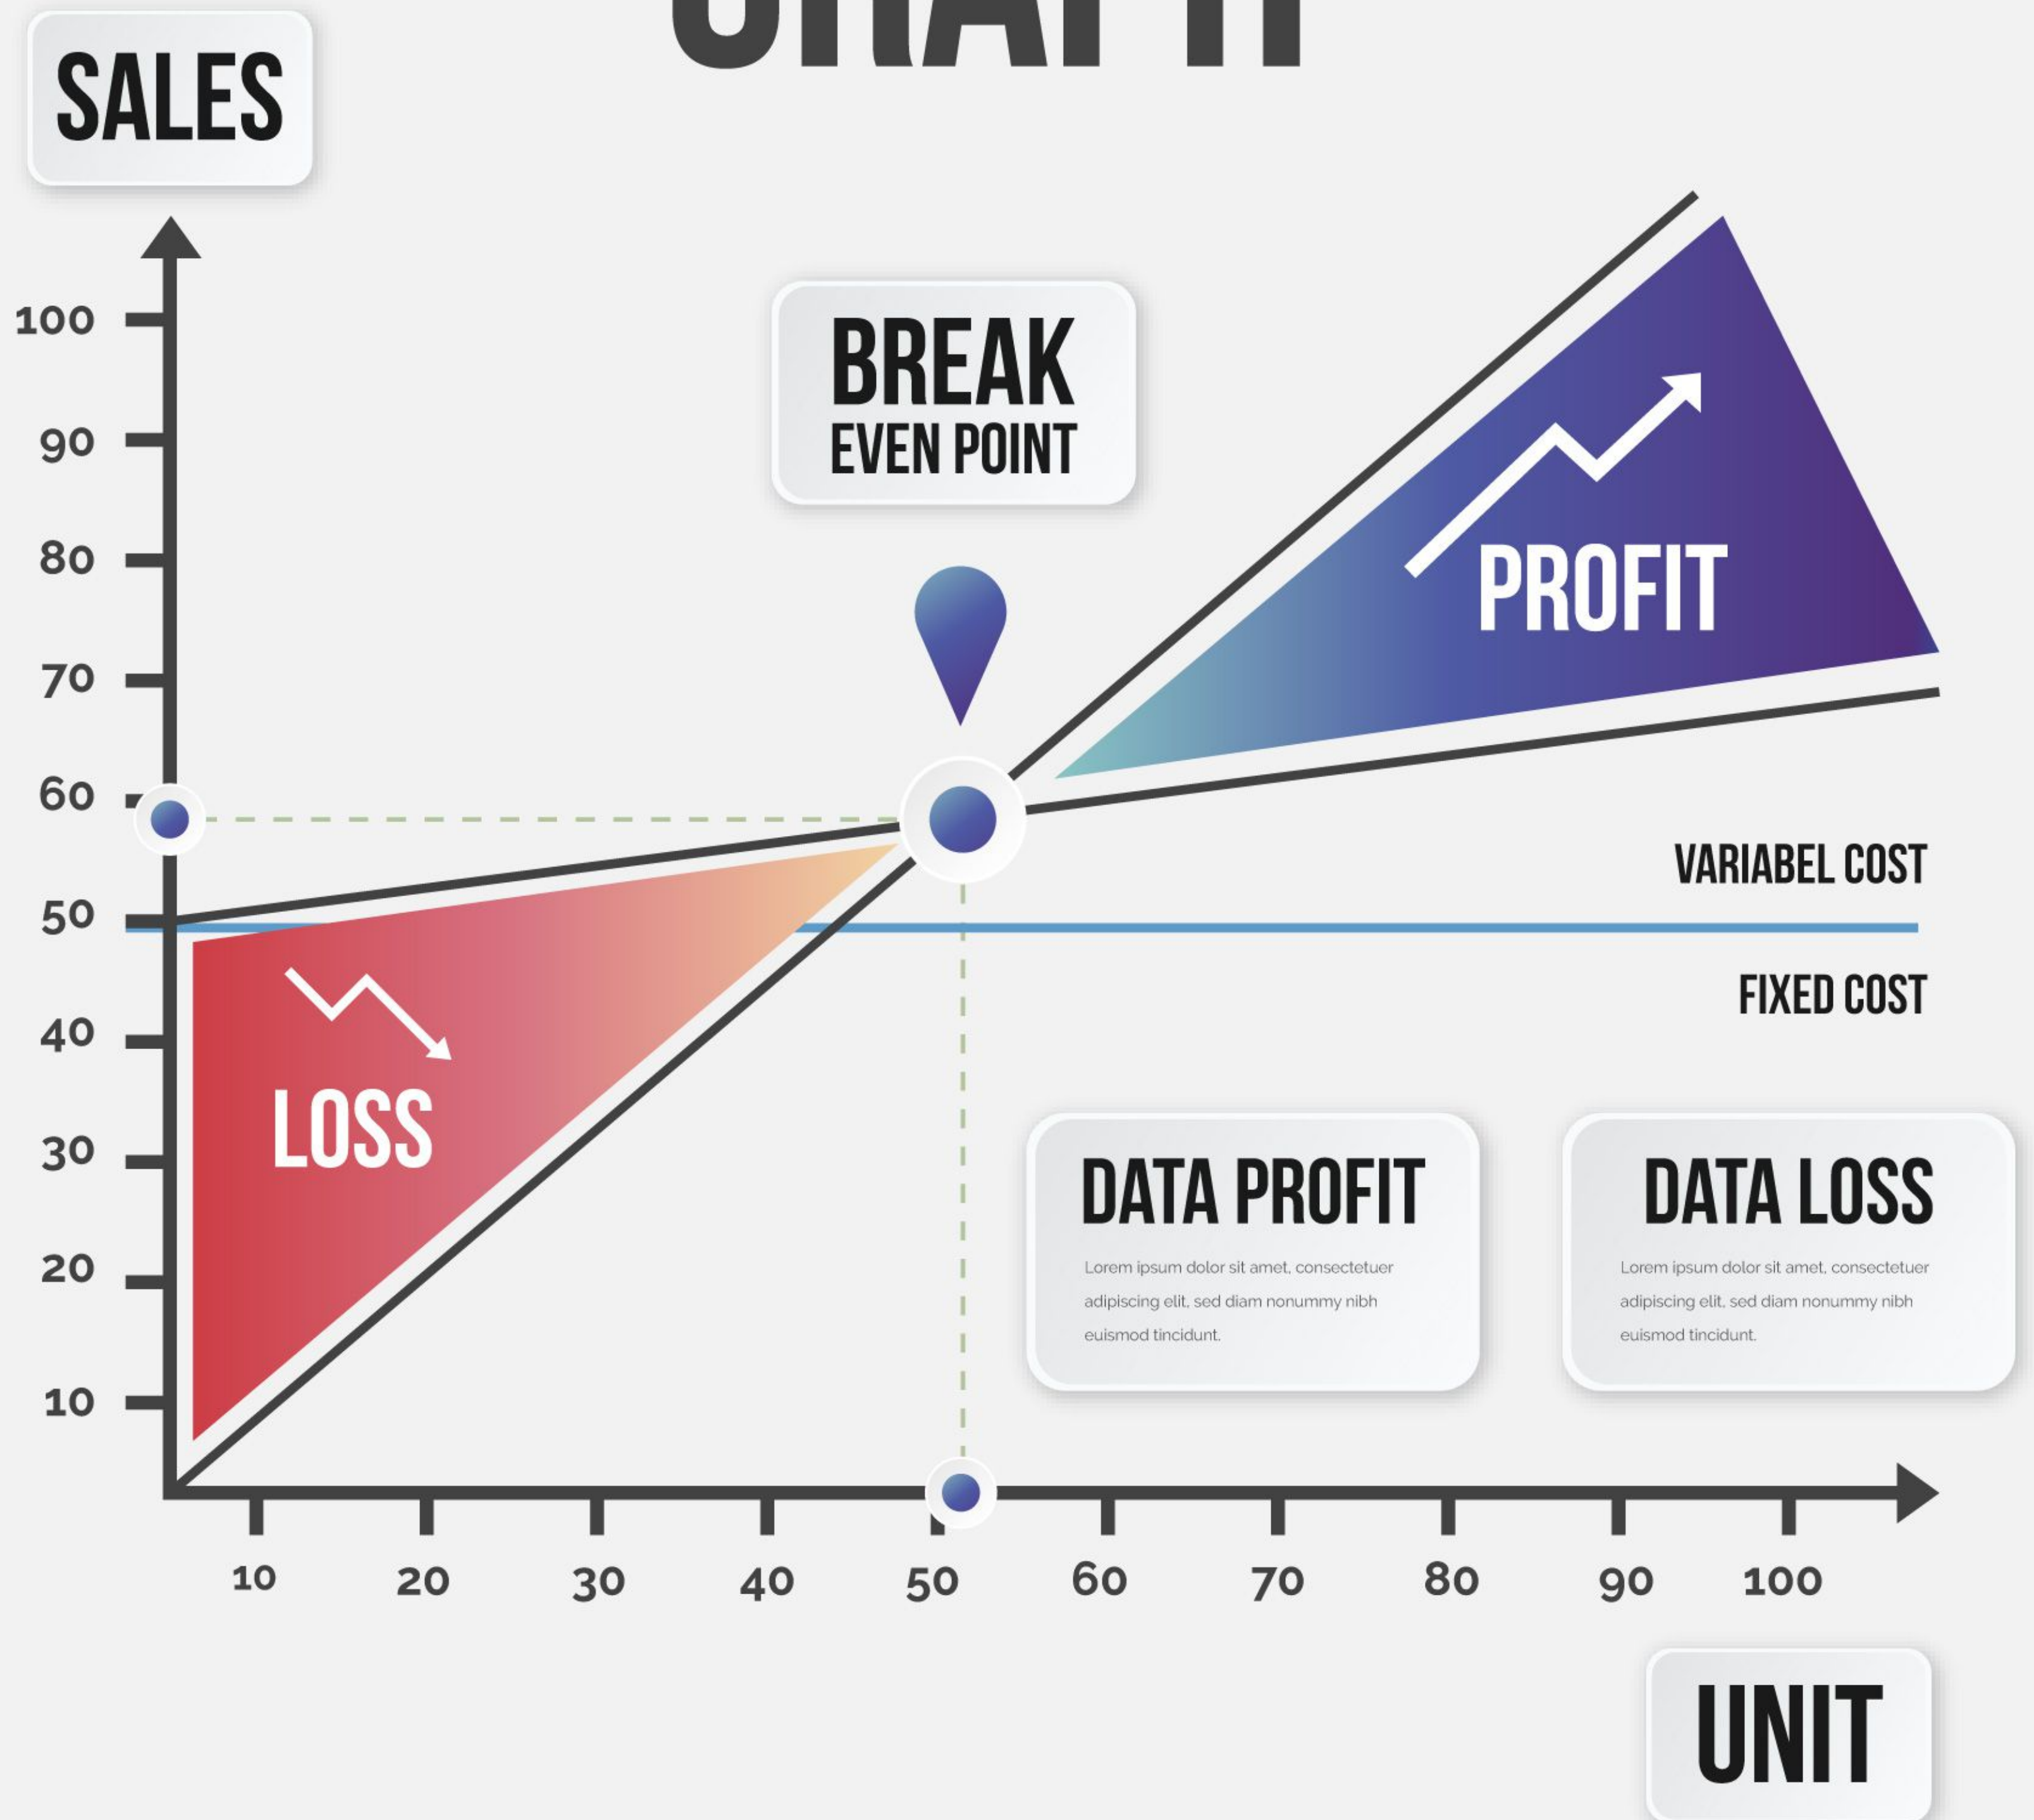 SALES
BREAK
EVEN POINT
PROFIT
LOSS
VARIABEL COST
FIXED COST
DATA PROFIT
Lorem ipsum dolor sit amet, consectetuer
adipiscing elit, sed diam nonummy nibh
euismod tincidunt.
DATA LOSS
Lorem ipsum dolor sit amet, consectetuer
adipiscing elit, sed diam nonummy nibh
euismod tincidunt.
100
90
80
70
60
50
40
30
20
10
10 20 30 40 50 60 70 80 90 100
UNIT